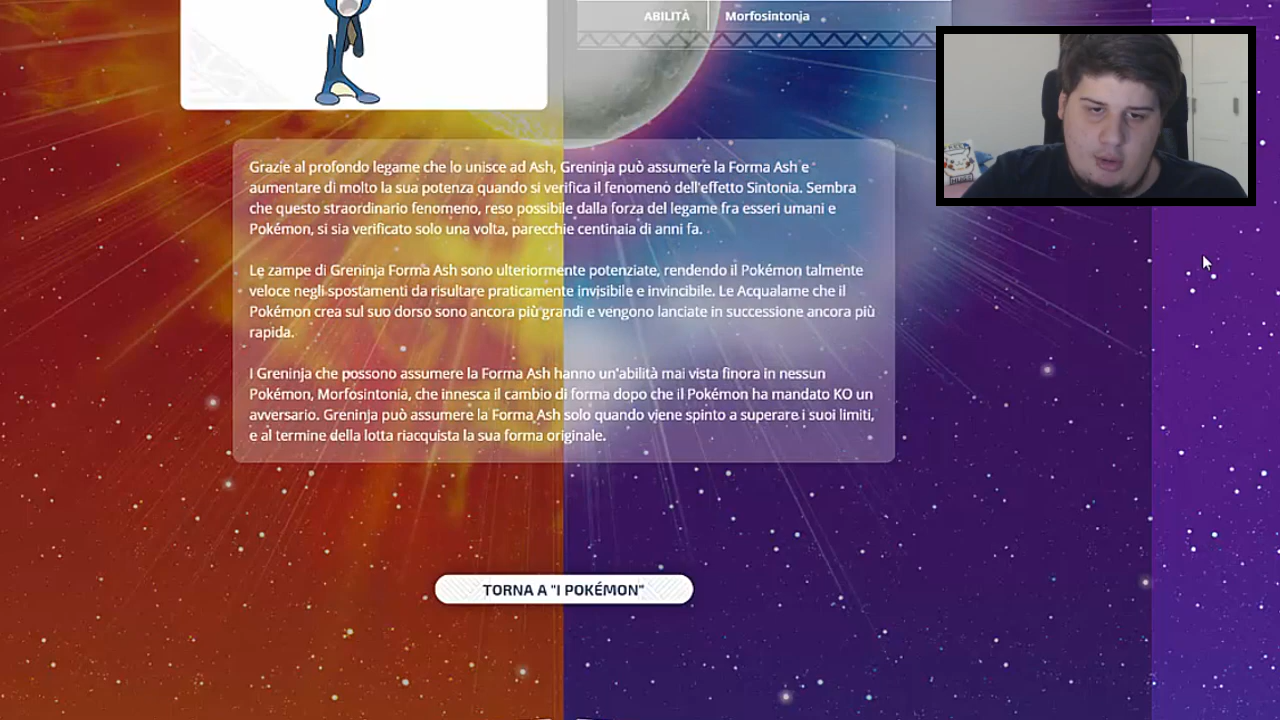 ABILITÀ Morfosintonia
Grazie al profondo legame che lo unisce ad Ash, Greninja può assumere la Forma Ash e
aumentare di molto la sua potenza quando si verifica il fenomeno dell'effetto Sintonia. Sembra
che questo straordinario fenomeno, reso possibile dalla forza del legame fra esseri umani e
Pokémon, si sia verificato solo una volta, parecchie centinaia di anni fa.
Le zampe di Greninja Forma Ash sono ulteriormente potenziate, rendendo il Pokémon talmente
veloce negli spostamenti da risultare praticamente invisibile e invincibile. Le Acqualame che il
Pokémon crea sul suo dorso sono ancora più grandi e vengono lanciate in successione ancora più
rapida.
I Greninja che possono assumere la Forma Ash hanno un'abilità mai vista finora in nessun
Pokémon, Morfosintonia, che innesca il cambio di forma dopo che il Pokémon ha mandato KO un
avversario. Greninja può assumere la Forma Ash solo quando viene spinto a superare i suoi limiti,
e al termine della lotta riacquista la sua forma originale.
TORNA A "I POKÉMON"